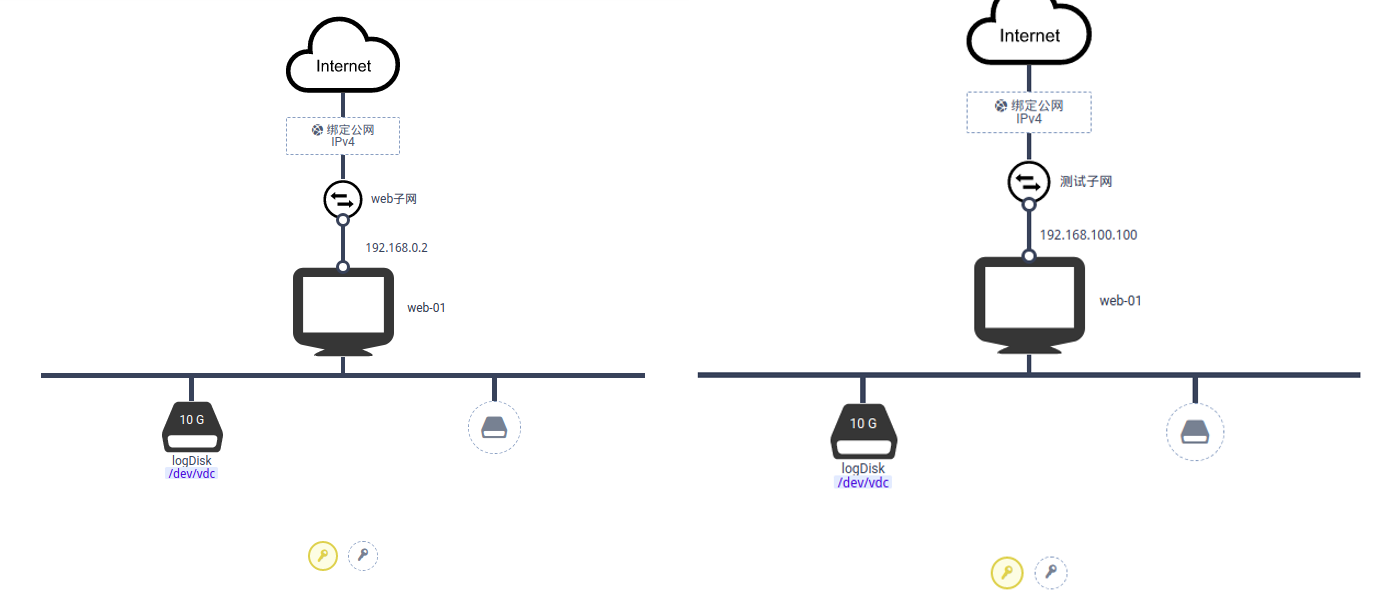 Internet
绑定公网
IPv4
web子网
192.168.0.2
web-01
10 G
logDisk
/dev/vdc
Internet
绑定公网
IPv4
测试子网
192.168.100.100
web-01
10 G
logDisk
/dev/vdc